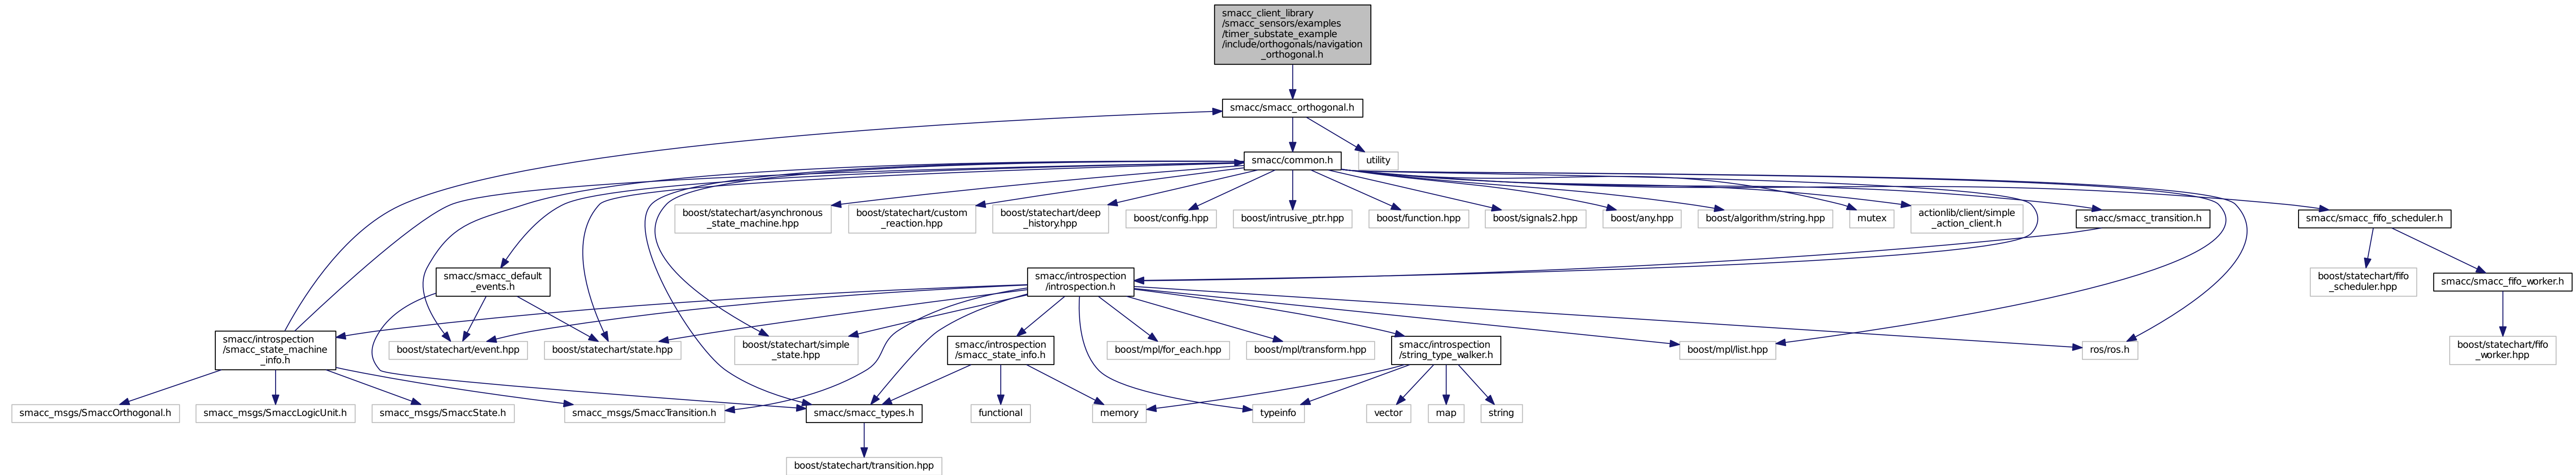 smacc_client_library
/smacc_sensors/examples
/timer_substate_example
/include/orthogonals/navigation
_orthogonal.h
smacc/smacc_orthogonal.h
smacc/common.h
utility
boost/statechart/asynchronous
_state_machine.hpp
boost/statechart/custom
_reaction.hpp
boost/statechart/deep
_history.hpp
boost/config.hpp
boost/intrusive_ptr.hpp
boost/function.hpp
boost/signals2.hpp
boost/any.hpp
boost/algorithm/string.hpp
mutex
actionlib/client/simple
_action_client.h
smacc/smacc_transition.h
smacc/smacc_fifo_scheduler.h
smacc/smacc_default
_events.h
smacc/introspection
/introspection.h
boost/statechart/fifo
_scheduler.hpp
smacc/smacc_fifo_worker.h
smacc/introspection
/smacc_state_machine
_info.h
boost/statechart/event.hpp
boost/statechart/state.hpp
boost/statechart/simple
_state.hpp
smacc/introspection
/smacc_state_info.h
boost/mpl/for_each.hpp
boost/mpl/transform.hpp
smacc/introspection
/string_type_walker.h
boost/mpl/list.hpp
ros/ros.h
boost/statechart/fifo
_worker.hpp
smacc_msgs/SmaccOrthogonal.h
smacc_msgs/SmaccLogicUnit.h
smacc_msgs/SmaccState.h
smacc_msgs/SmaccTransition.h
smacc/smacc_types.h
functional
memory
typeinfo
vector
map
string
boost/statechart/transition.hpp